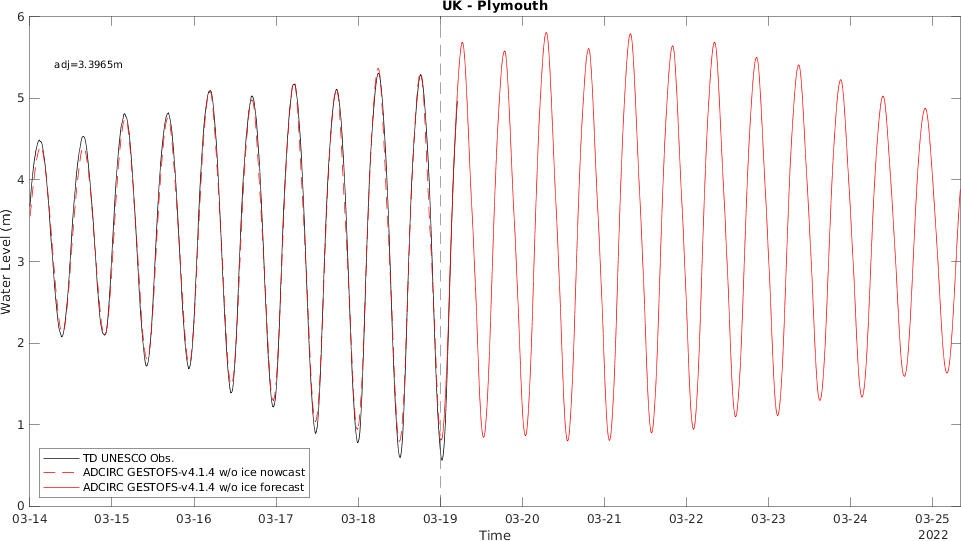 UK - Plymouth
adj=3.3965m
6
5
4
3
2
1
0
Water Level (m)
TD UNESCO Obs.
ADCIRC GESTOFS-v4.1.4 w/o ice nowcast
ADCIRC GESTOFS-v4.1.4 w/o ice forecast
03-14 03-15 03-16 03-17 03-18 03-19 03-20 03-21 03-22 03-23 03-24 03-25
Time 2022